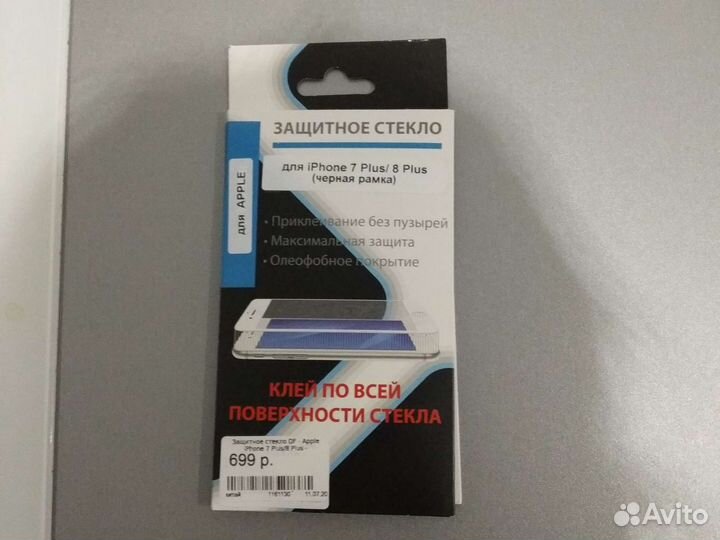 ЗАЩИТНОЕ СТЕКЛО
для APPLE
для iPhone 7 Plus/ 8 Plus
(черная рамка)
• Приклеивание без пузырей
• Максимальная защита
• Олеофобное покрытие
КЛЕЙ ПО ВСЕЙ
ПОВЕРХНОСТИ СТЕКЛА
Защитное стекло DF - Apple
iPhone 7 Plus/8 Plus -
699 р.
китай 1161130 11.07.20
Avito